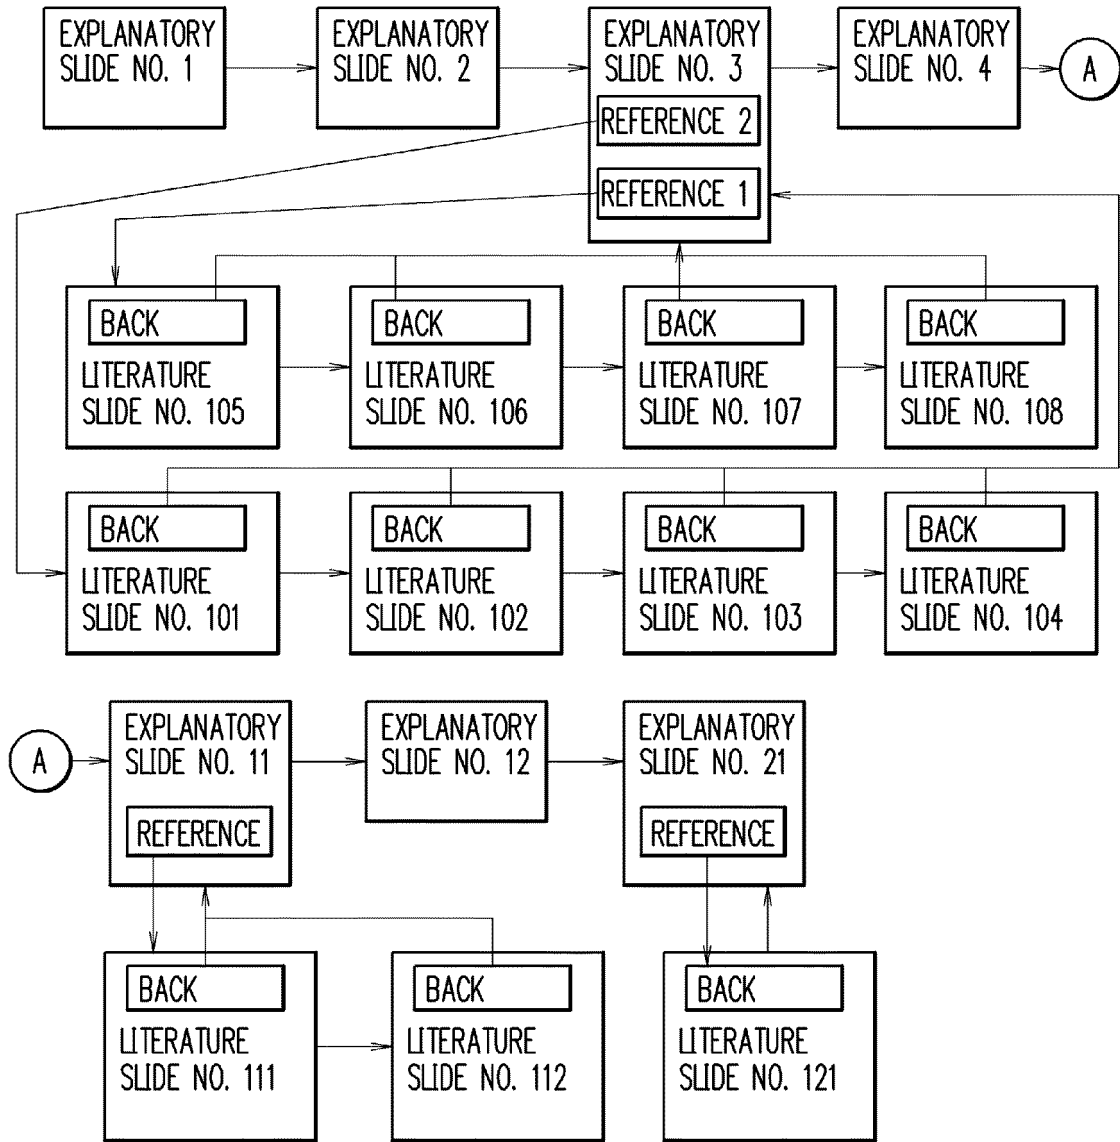 EXPLANATORY
SLIDE NO. 1
EXPLANATORY
SLIDE NO. 2
EXPLANATORY
SLIDE NO. 3
REFERENCE 2
REFERENCE 1
EXPLANATORY
SLIDE NO. 4
A
BACK
LITERATURE
SLIDE NO. 105
BACK
LITERATURE
SLIDE NO. 106
BACK
LITERATURE
SLIDE NO. 107
BACK
LITERATURE
SLIDE NO. 108
BACK
LITERATURE
SLIDE NO. 101
BACK
LITERATURE
SLIDE NO. 102
BACK
LITERATURE
SLIDE NO. 103
BACK
LITERATURE
SLIDE NO. 104
A
EXPLANATORY
SLIDE NO. 11
REFERENCE
EXPLANATORY
SLIDE NO. 12
EXPLANATORY
SLIDE NO. 21
REFERENCE
BACK
LITERATURE
SLIDE NO. 111
BACK
LITERATURE
SLIDE NO. 112
BACK
LITERATURE
SLIDE NO. 121